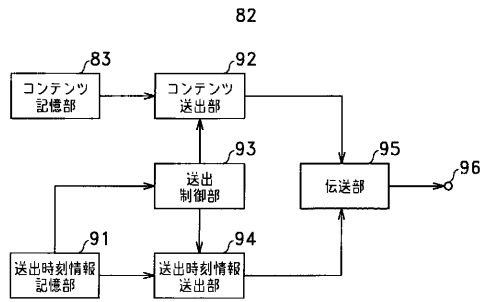 82
83
コンテンツ
記憶部
92
コンテンツ
送出部
93
送出
制御部
95
伝送部
96
91
送出時刻情報
記憶部
94
送出時刻情報
送出部